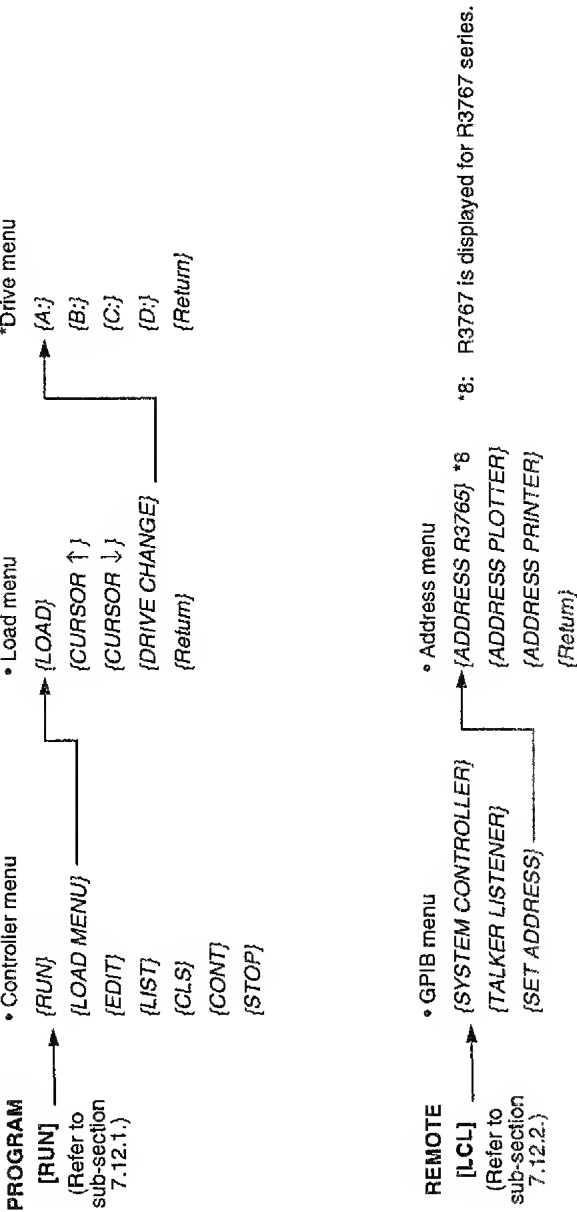 PROGRAM
[RUN]
(Refer to
sub-section
7.12.1.)
• Controller menu
{RUN}
{LOAD MENU}
{EDIT}
{LIST}
{CLS}
{CONT}
{STOP}
• Load menu
{LOAD}
{CURSOR ↑}
{CURSOR ↓}
{DRIVE CHANGE}
{Return}
*Drive menu
{A:}
{B:}
{C:}
{D:}
{Return}
REMOTE
[LCL]
(Refer to
sub-section
7.12.2.)
• GPIB menu
{SYSTEM CONTROLLER}
{TALKER LISTENER}
{SET ADDRESS}
• Address menu
{ADDRESS R3765} *8
{ADDRESS PLOTTER}
{ADDRESS PRINTER}
{Return}
*8: R3767 is displayed for R3767 series.